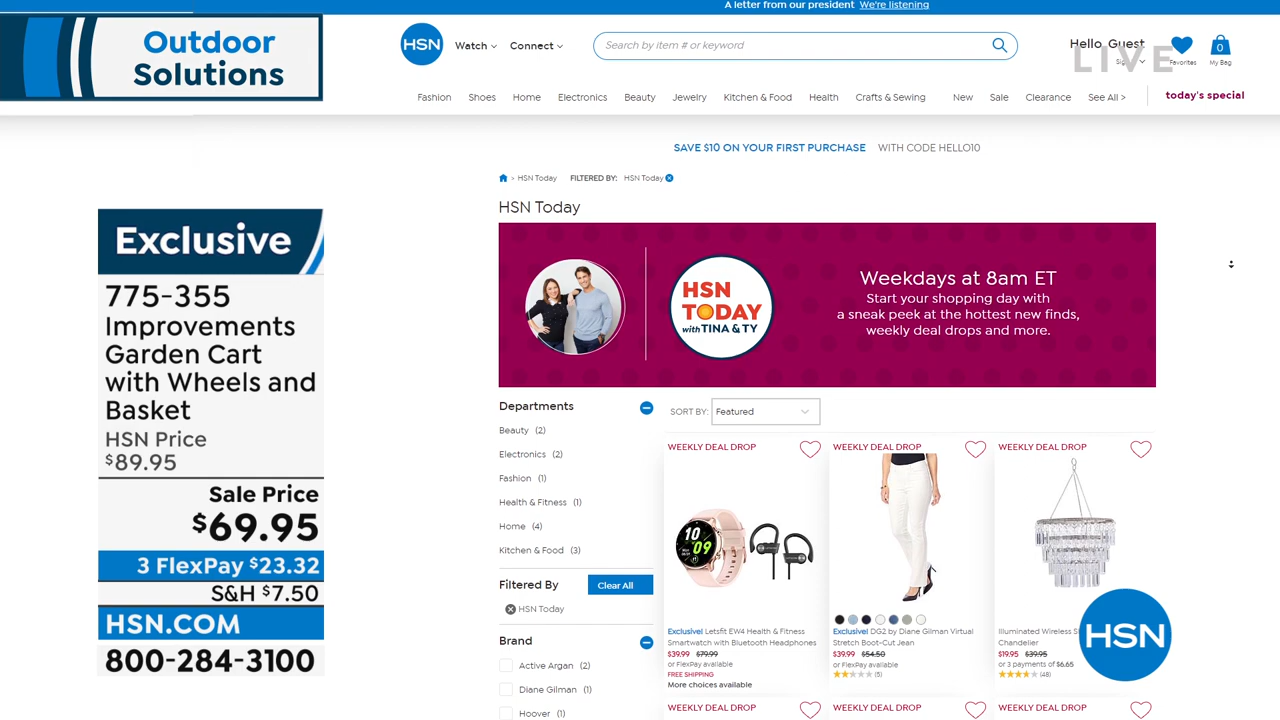 A letter from our president We're listening
Outdoor
Solutions
HSN
Watch
Connect
Search by item # or keyword
Hello, Guest
LIVE
Favorites
0
My Bag
Fashion Shoes Home Electronics Beauty Jewelry Kitchen & Food Health Crafts & Sewing New Sale Clearance See All > today's special
SAVE $10 ON YOUR FIRST PURCHASE WITH CODE HELLO10
> HSN Today FILTERED BY: HSN Today
HSN Today
Exclusive
775-355
Improvements
Garden Cart
with Wheels and
Basket
HSN Price
$89.95
Sale Price
$69.95
3 FlexPay $23.32
S&H $7.50
HSN.COM
800-284-3100
HSN
TODAY
with TINA & TY
Weekdays at 8am ET
Start your shopping day with
a sneak peek at the hottest new finds,
weekly deal drops and more.
Departments
Beauty (2)
Electronics (2)
Fashion (1)
Health & Fitness (1)
Home (4)
Kitchen & Food (3)
Filtered By Clear All
HSN Today
Brand
Active Argan (2)
Diane Gilman (1)
Hoover (1)
SORT BY: Featured
WEEKLY DEAL DROP
10
09
Exclusive! Letsfit EW4 Health & Fitness
Smartwatch with Bluetooth Headphones
$39.99 $79.99
or FlexPay available
FREE SHIPPING
More choices available
WEEKLY DEAL DROP
Exclusive! DG2 by Diane Gilman Virtual
Stretch Boot-Cut Jean
$39.99 $54.50
or FlexPay available
(5)
WEEKLY DEAL DROP
Illuminated Wireless
Chandelier
$19.95 $39.95
or 3 payments of $6.65
(48)
HSN
WEEKLY DEAL DROP
WEEKLY DEAL DROP
WEEKLY DEAL DROP